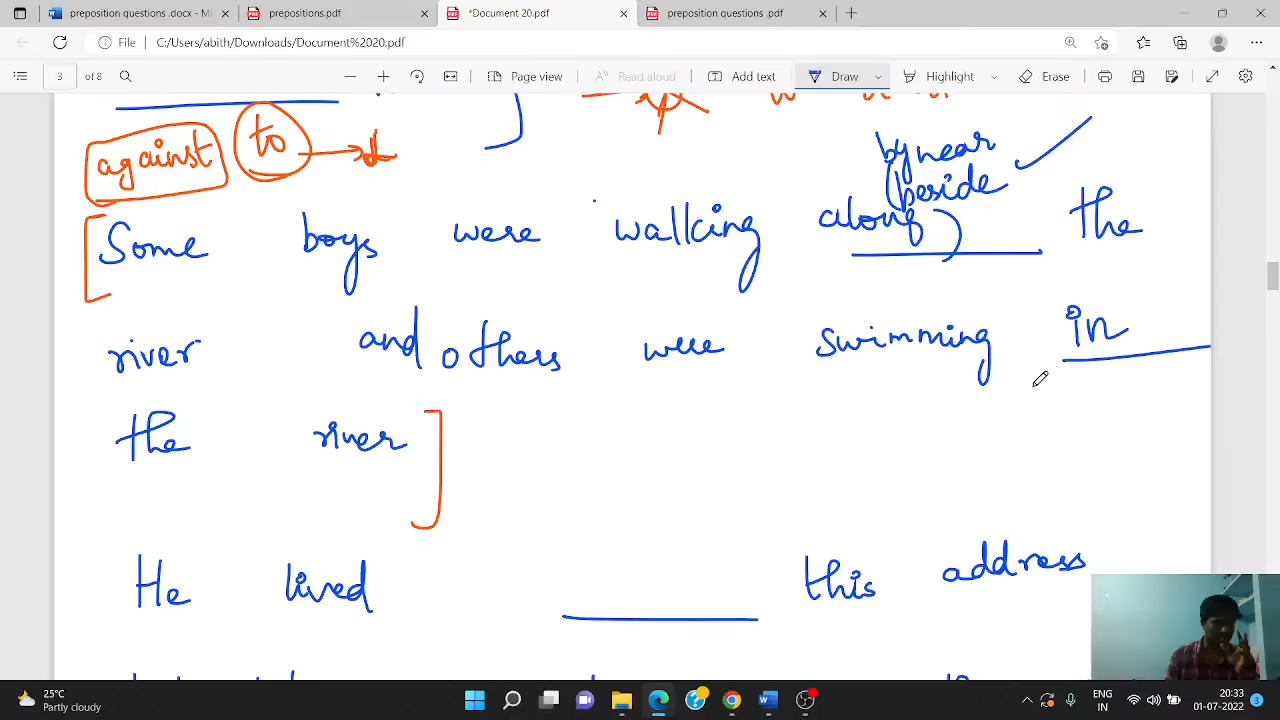 preposition questions .docx - Mi
prepositions.pdf
*Document 20.pdf
preposition questions .pdf
File
C:/Users/abith/Downloads/Document%2020.pdf
3 of 8
Page view
Read aloud
Add text
Draw
Highlight
Erase
against to
by near
(beside
Some boys were walking along) the
river and others were swimming in
the river
He lived this address
25°C
Partly cloudy
ENG
IN
20:33
01-07-2022
3